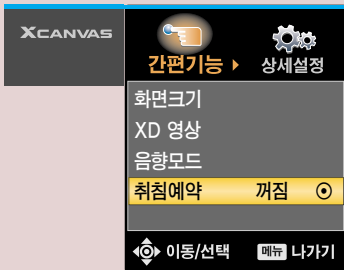 XCANVAS
간편기능 상세설정
화면크기
XD 영상
음향모드
취침예약 꺼짐
이동/선택 메뉴 나가기